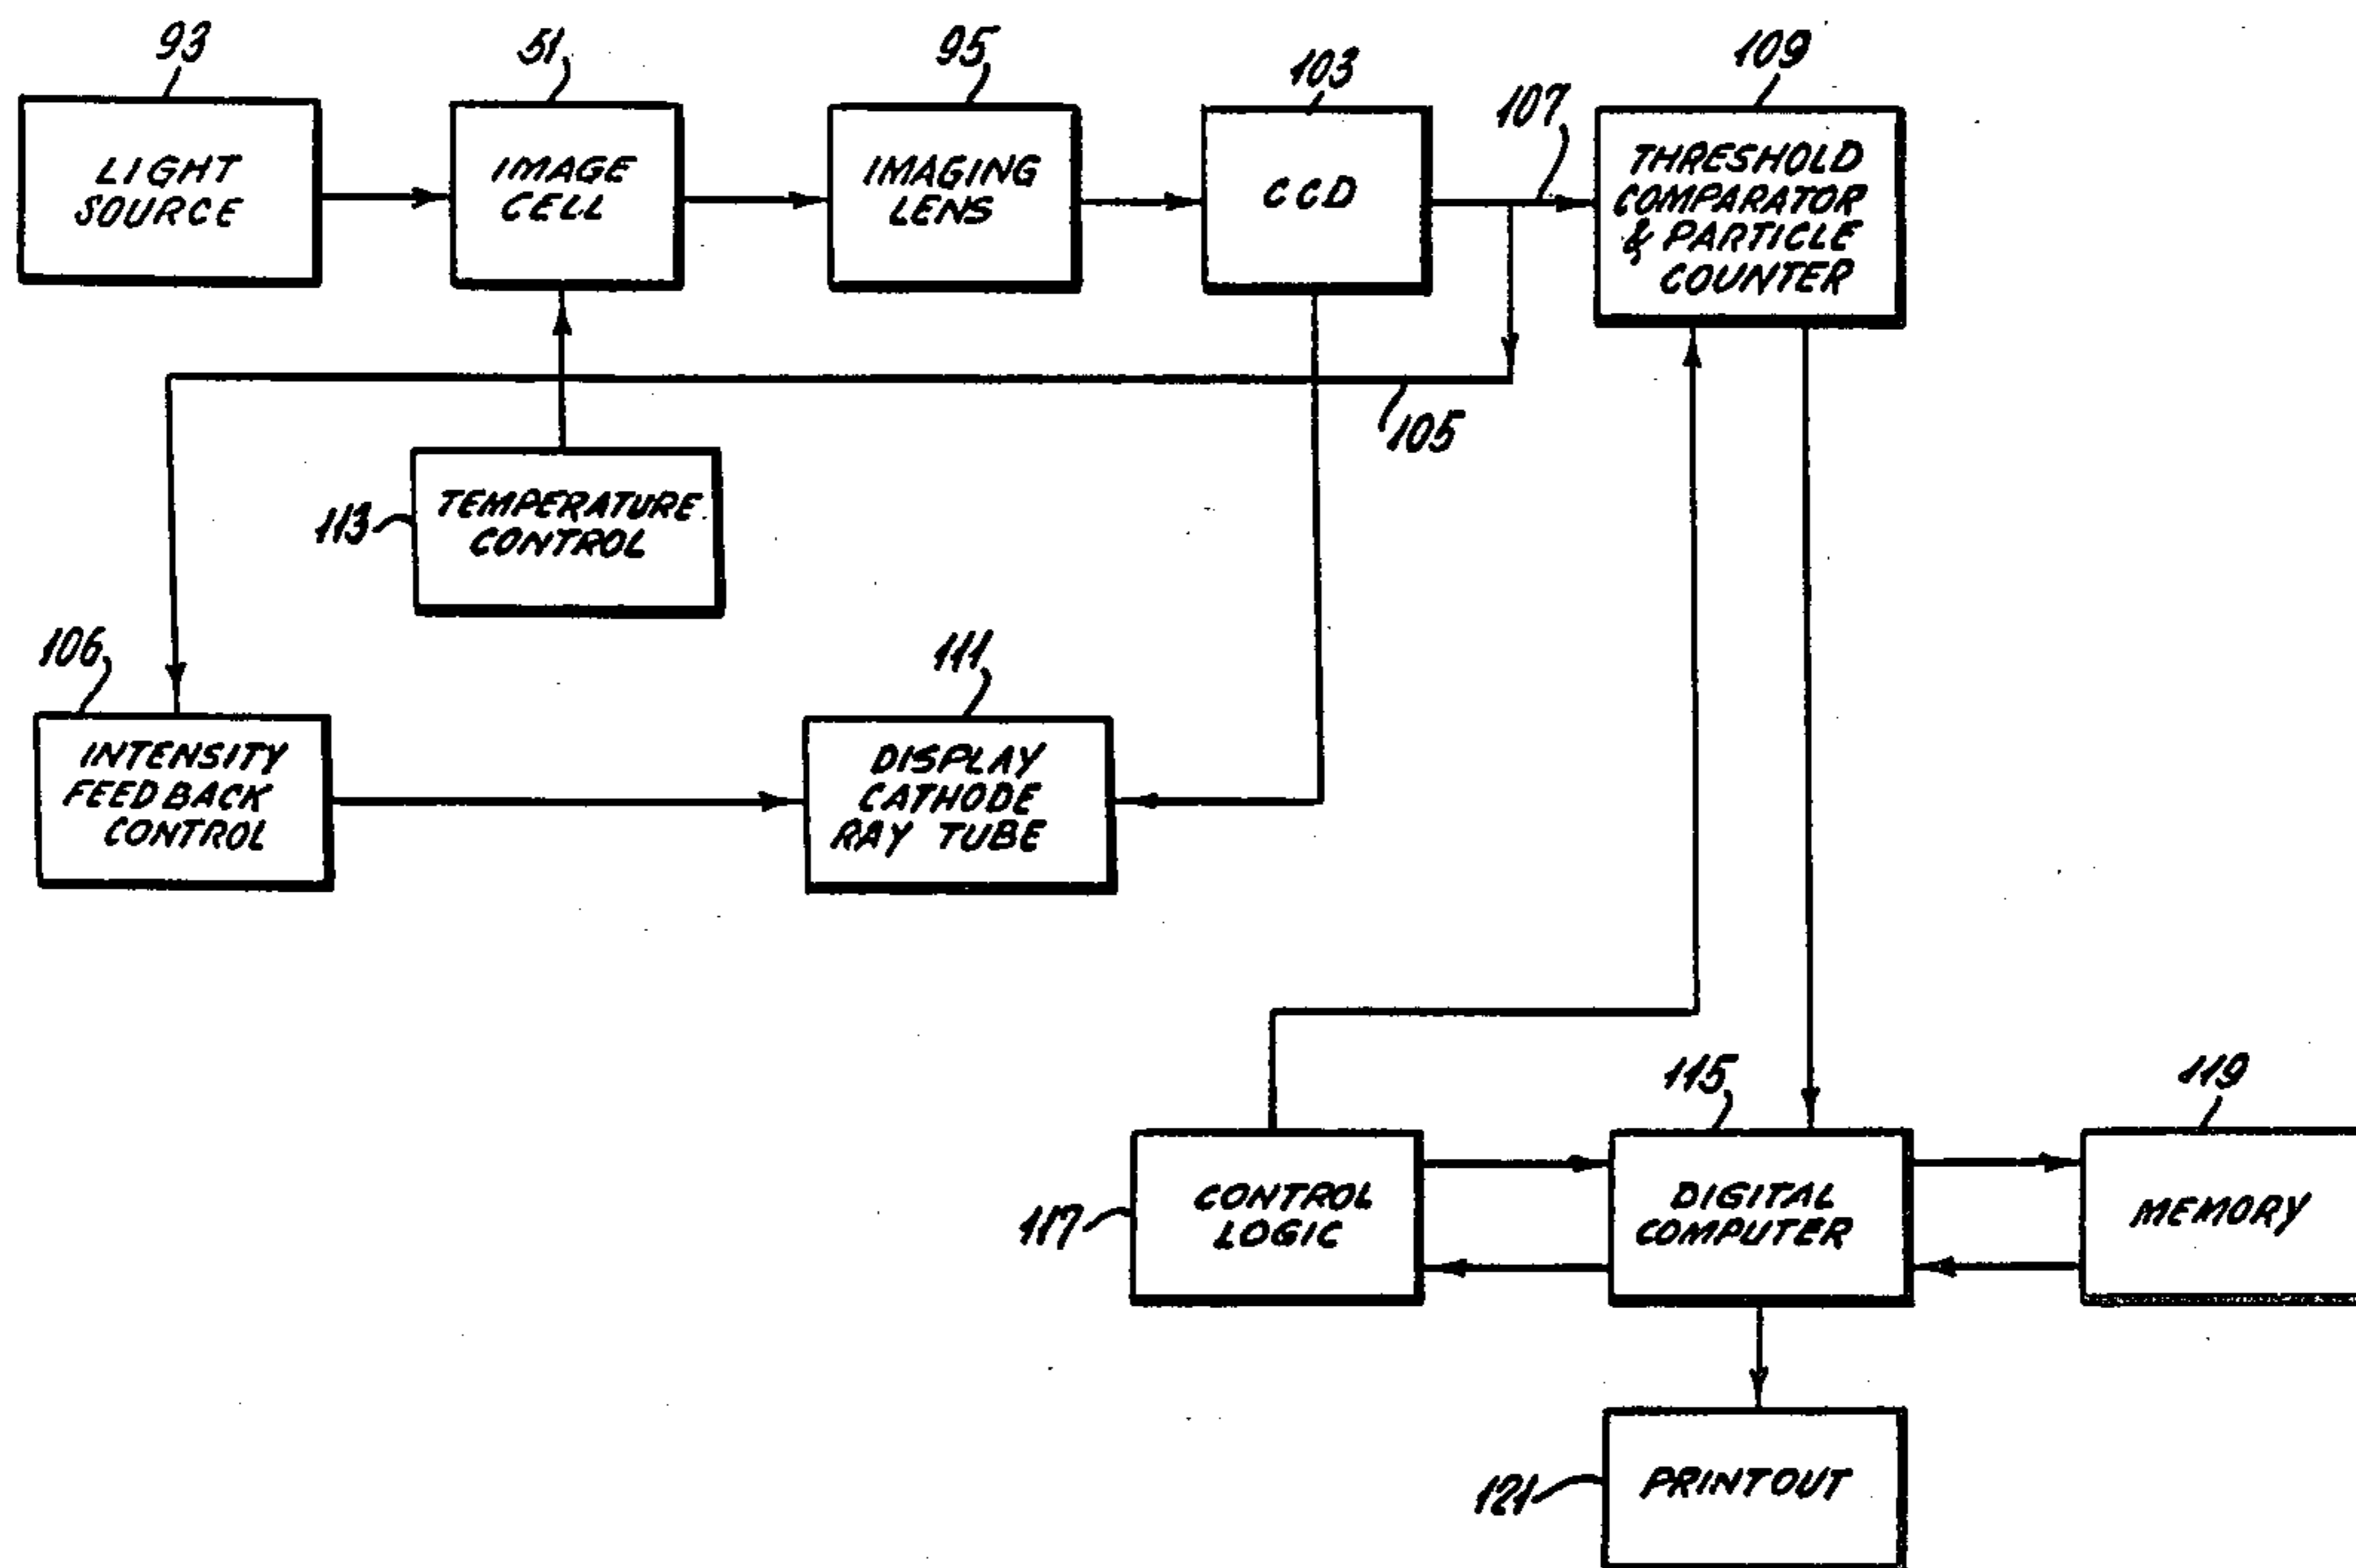 93
51
95
103
109
107
LIGHT
SOURCE
IMAGE
CELL
IMAGING
LENS
CCD
THRESHOLD
COMPARATOR
& PARTICLE
COUNTER
105
113
TEMPERATURE
CONTROL
106
111
INTENSITY
FEEDBACK
CONTROL
DISPLAY
CATHODE
RAY TUBE
115
119
117
CONTROL
LOGIC
DIGITAL
COMPUTER
MEMORY
121
PRINTOUT